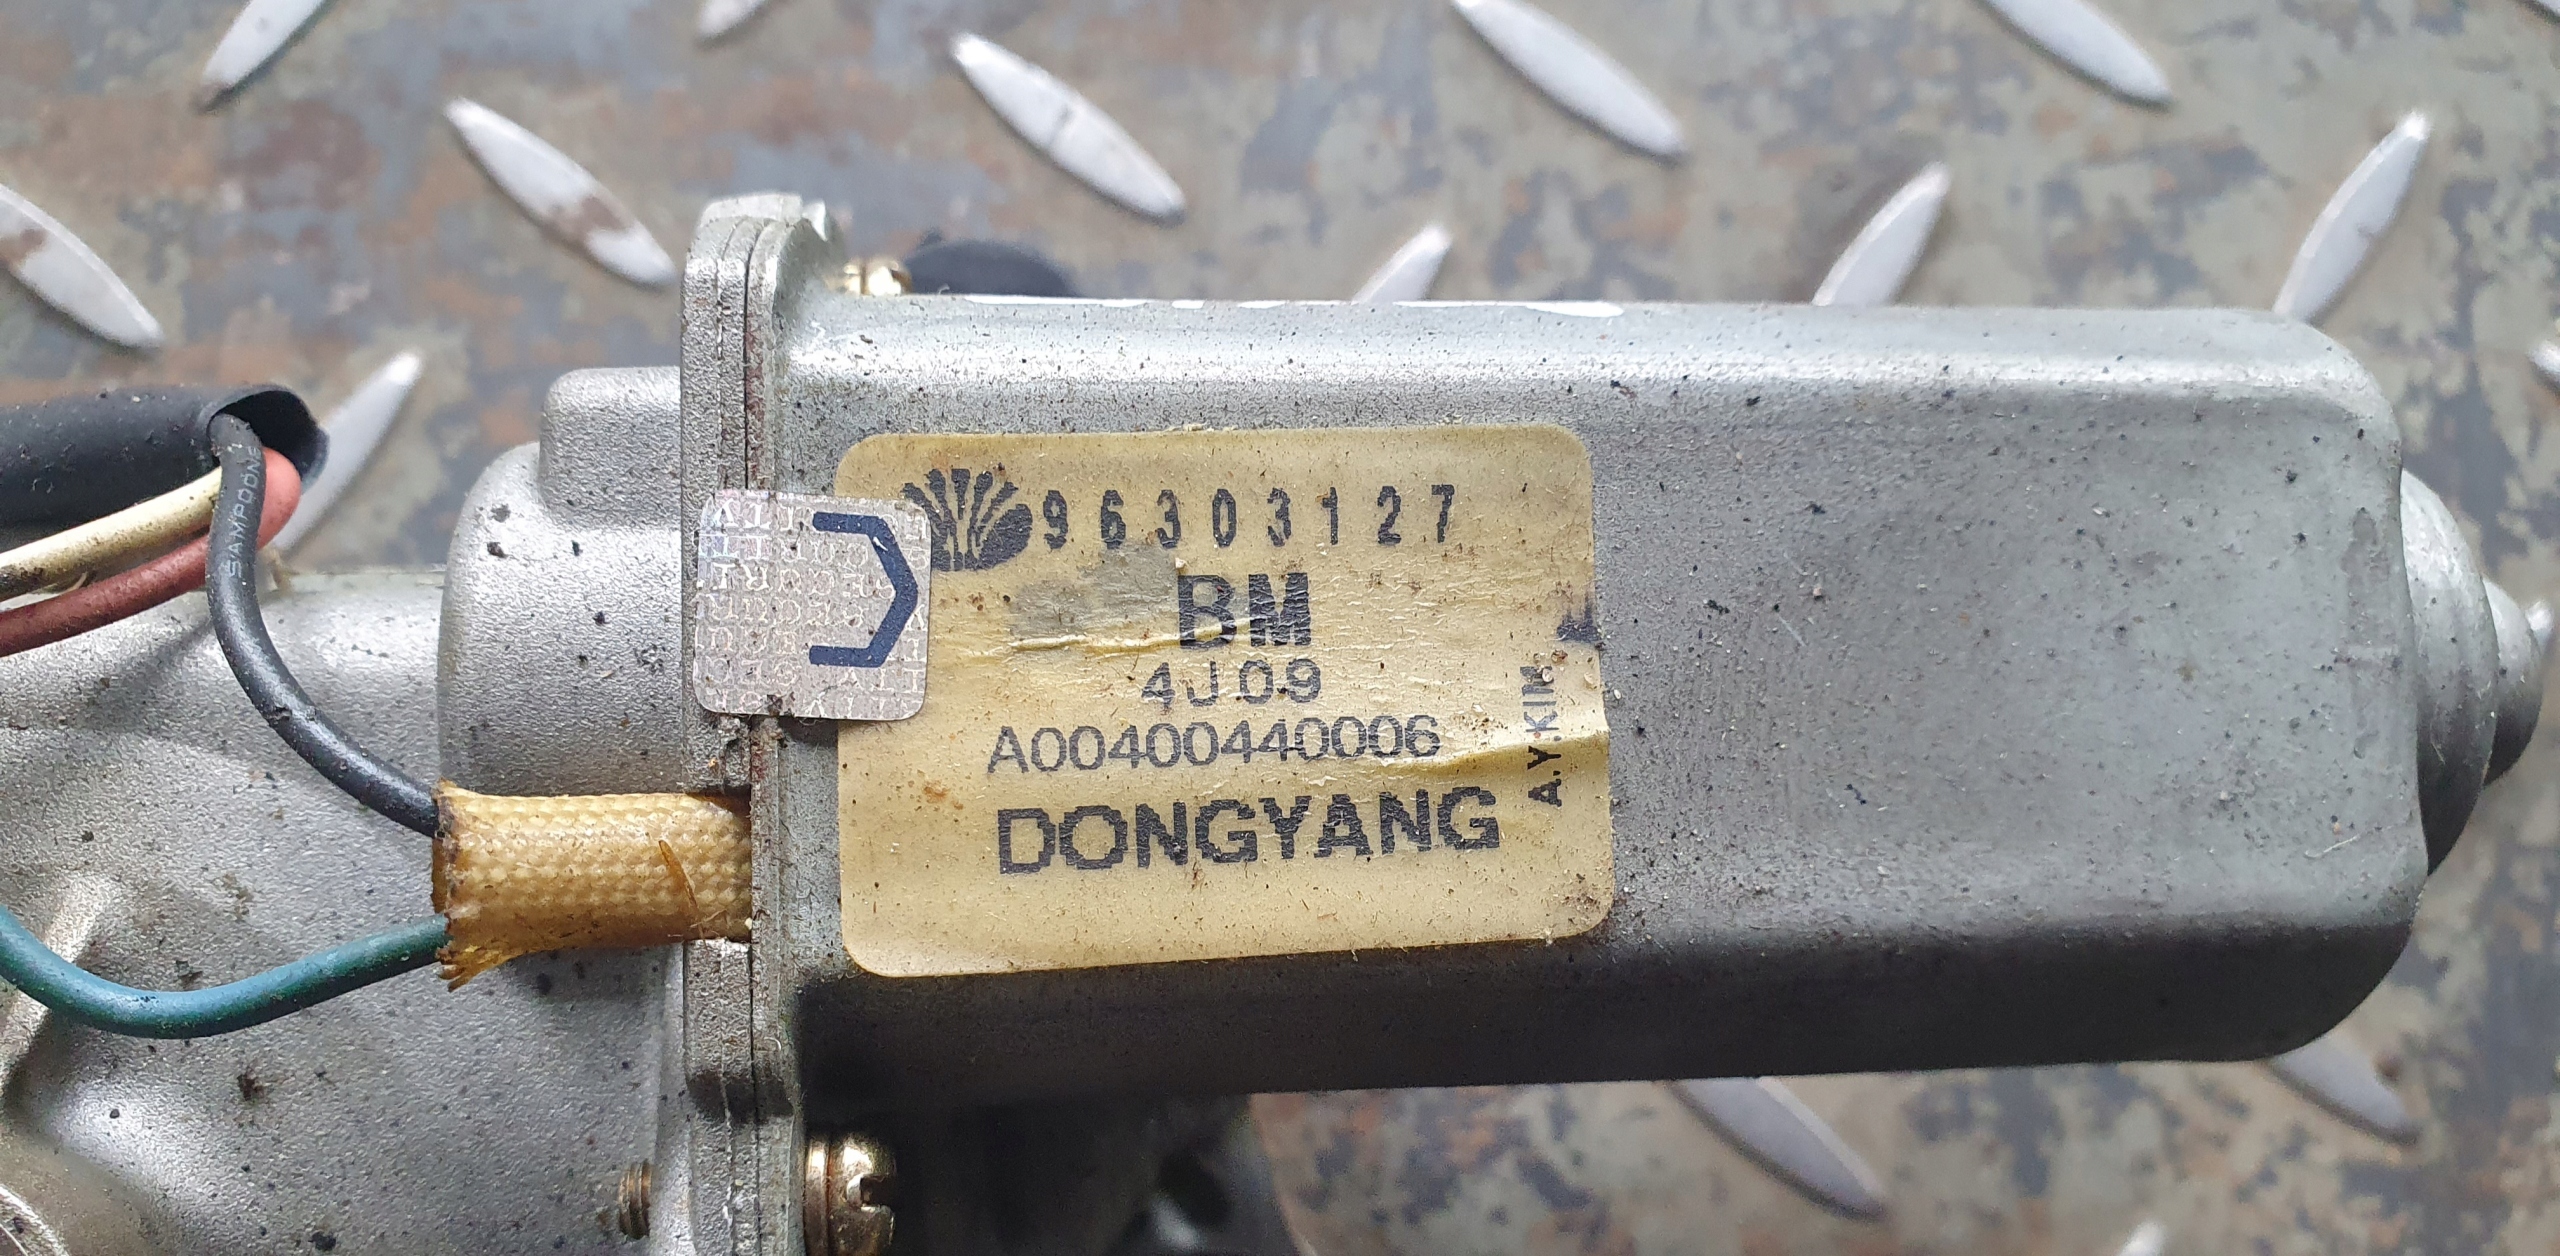 96303127
BM
4J09
A00400440006
DONGYANG
A.Y.KIM
SAMPOONG